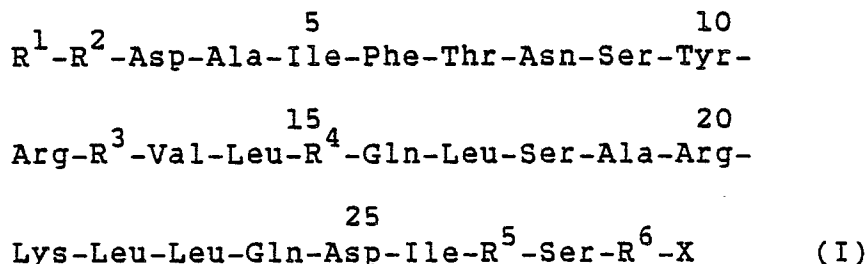 5 10
R¹-R²-Asp-Ala-Ile-Phe-Thr-Asn-Ser-Tyr-
15 20
Arg-R³-Val-Leu-R⁴-Gln-Leu-Ser-Ala-Arg-
25
Lys-Leu-Leu-Gln-Asp-Ile-R⁵-Ser-R⁶-X (I)